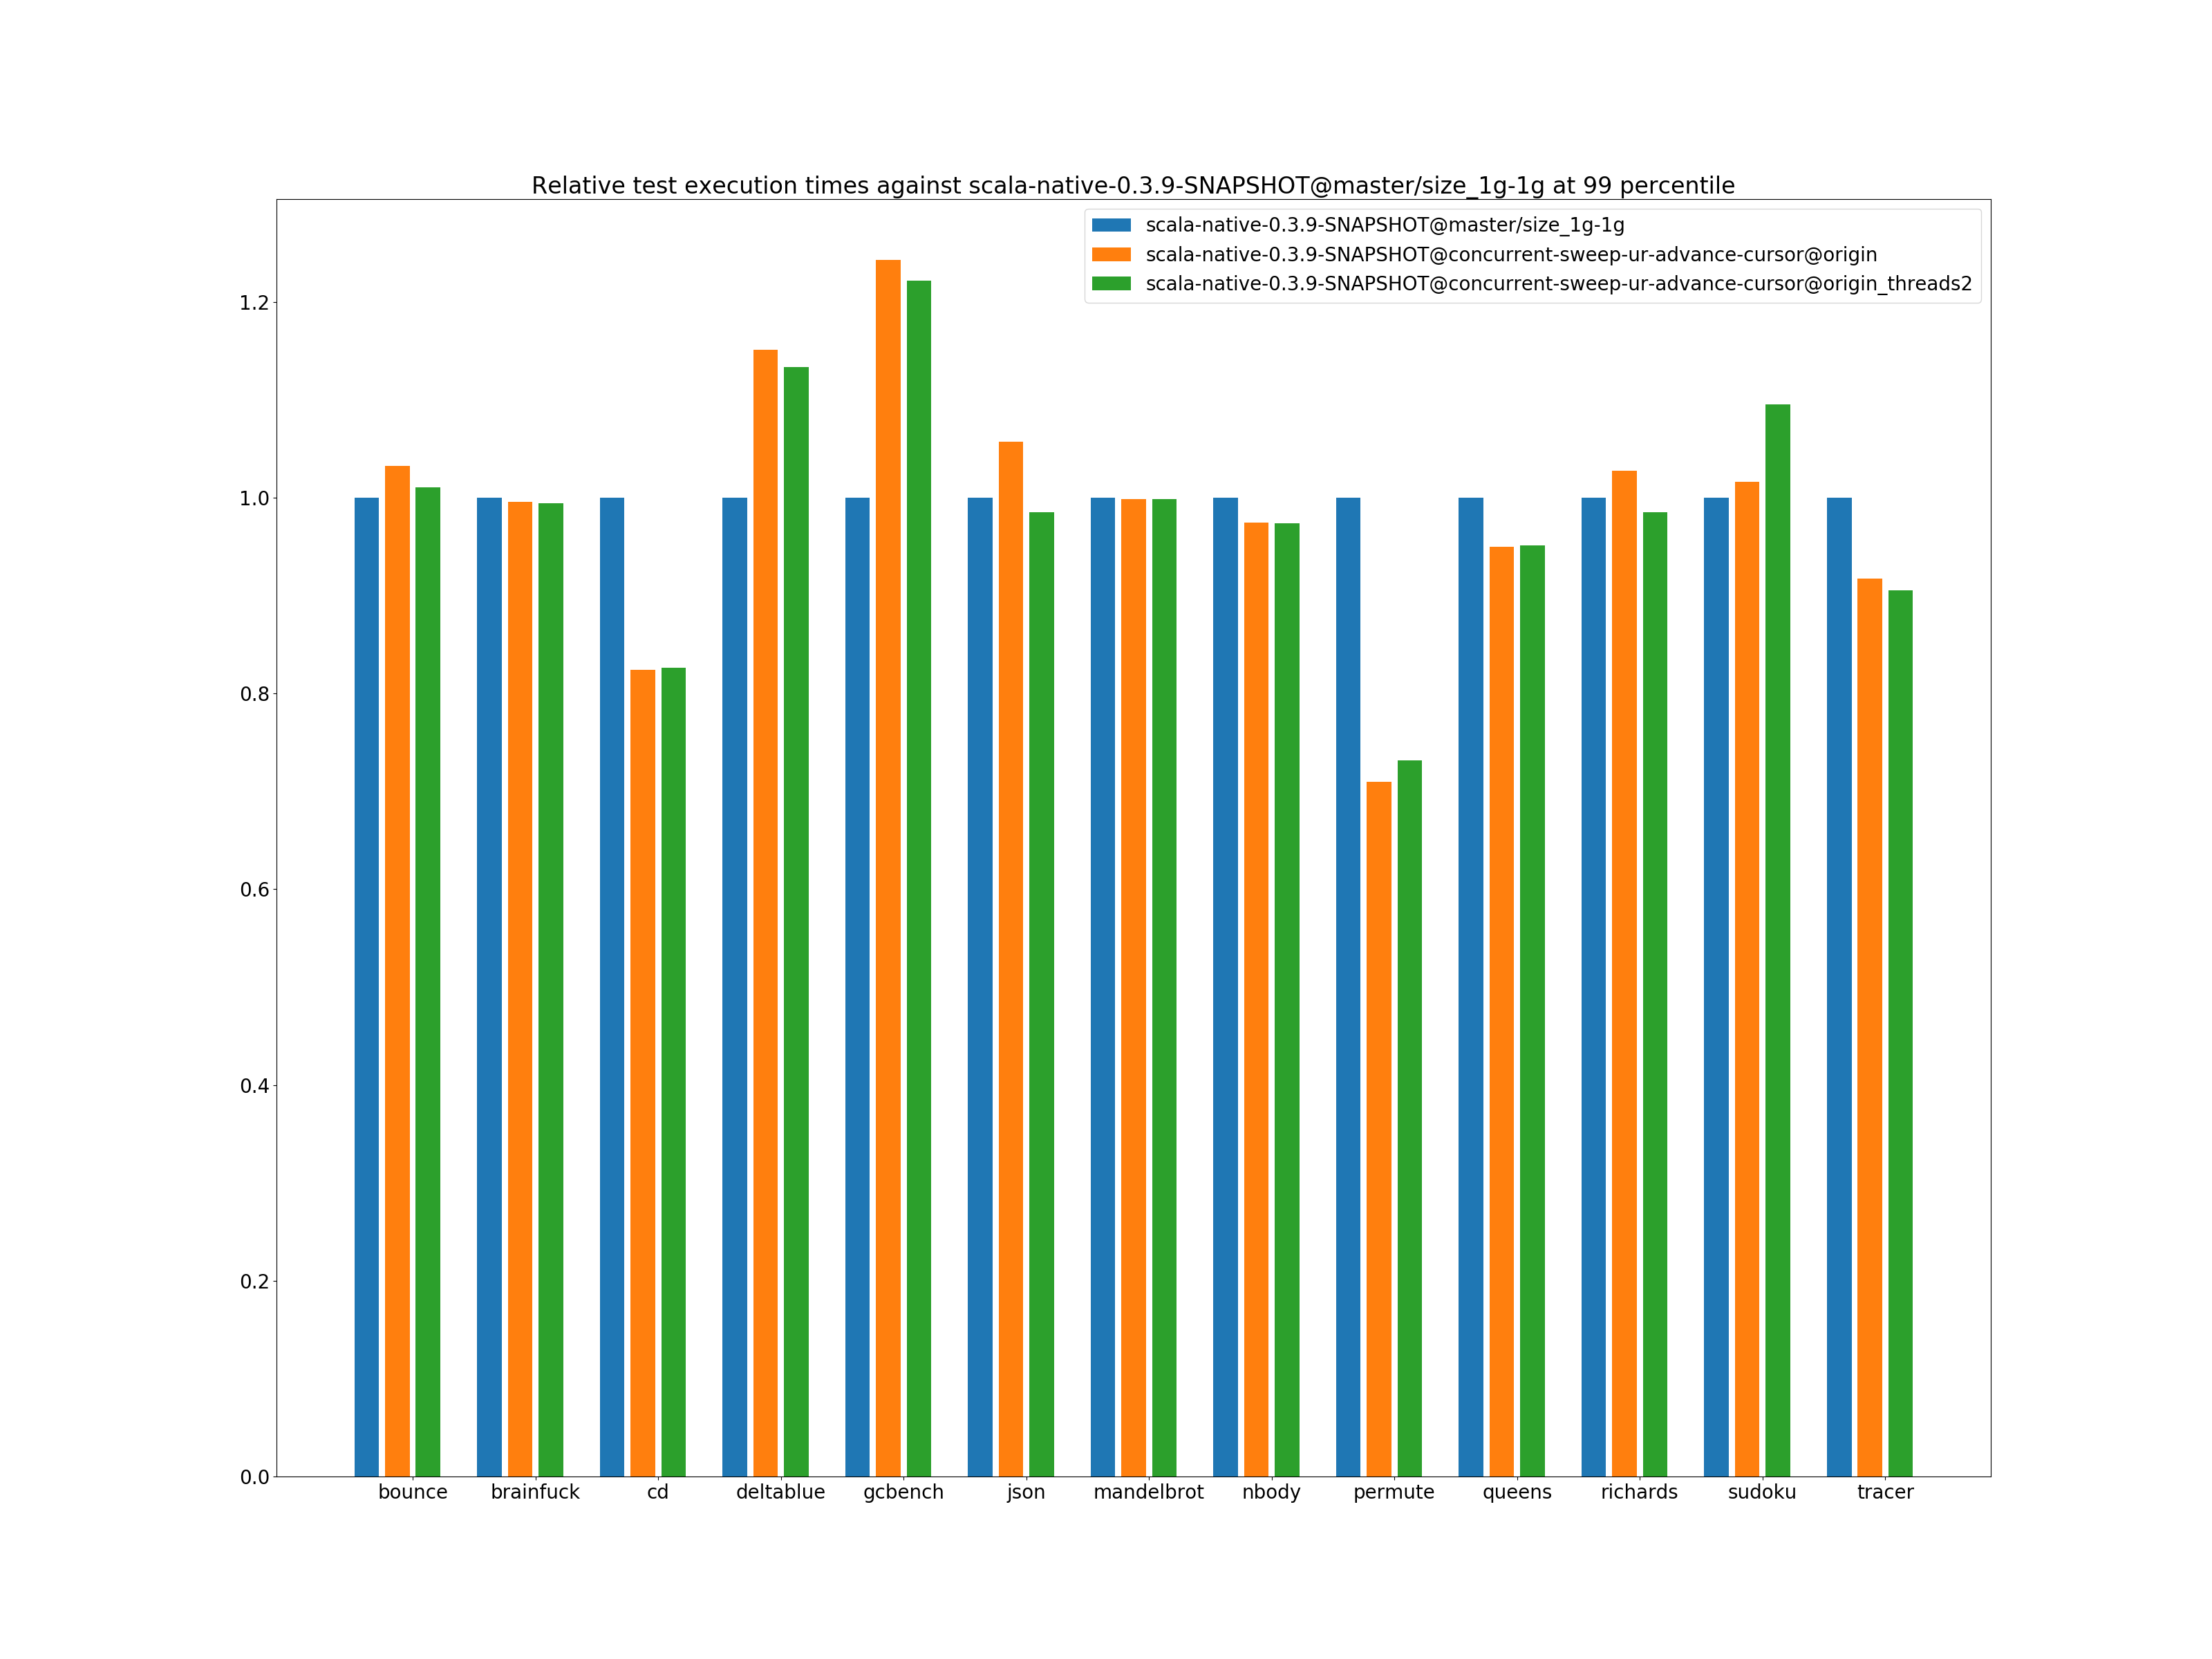 Relative test execution times against scala-native-0.3.9-SNAPSHOT@master/size_1g-1g at 99 percentile
scala-native-0.3.9-SNAPSHOT@master/size_1g-1g
scala-native-0.3.9-SNAPSHOT@concurrent-sweep-ur-advance-cursor@origin
scala-native-0.3.9-SNAPSHOT@concurrent-sweep-ur-advance-cursor@origin_threads2
1.2
1.0
0.8
0.6
0.4
0.2
0.0
bounce brainfuck cd deltablue gcbench json mandelbrot nbody permute queens richards sudoku tracer